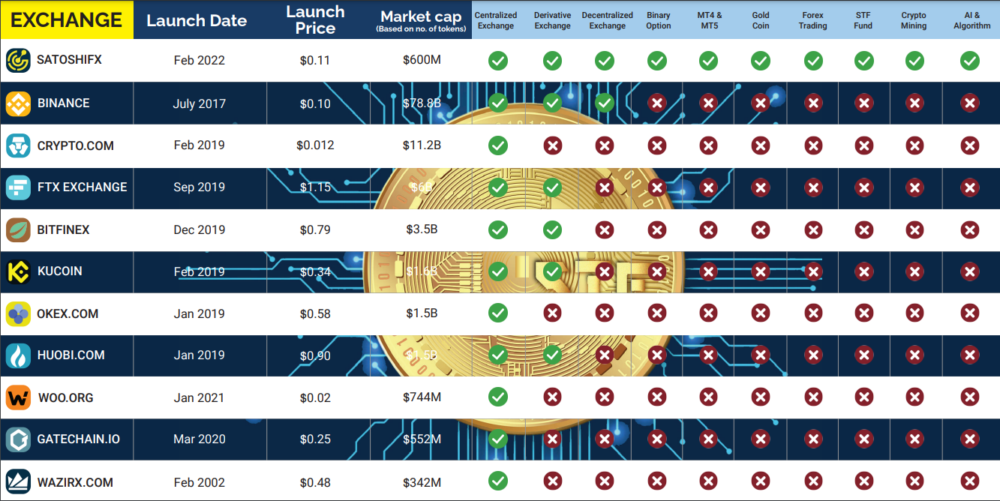 EXCHANGE Launch Date Launch Price Market cap (Based on no. of tokens) Centralized Exchange Derivative Exchange Decentralized Exchange Binary Option MT4 & MT5 Gold Coin Forex Trading STF Fund Crypto Mining AI & Algorithm
SATOSHIFX Feb 2022 $0.11 $600M
BINANCE July 2017 $0.10 $78.8B
CRYPTO.COM Feb 2019 $0.012 $11.2B
FTX EXCHANGE Sep 2019 $1.15 $6B
BITFINEX Dec 2019 $0.79 $3.5B
KUCOIN Feb 2019 $0.34 $1.6B
OKEX.COM Jan 2019 $0.58 $1.5B
HUOBI.COM Jan 2019 $0.90 $1.5B
WOO.ORG Jan 2021 $0.02 $744M
GATECHAIN.IO Mar 2020 $0.25 $552M
WAZIRX.COM Feb 2002 $0.48 $342M